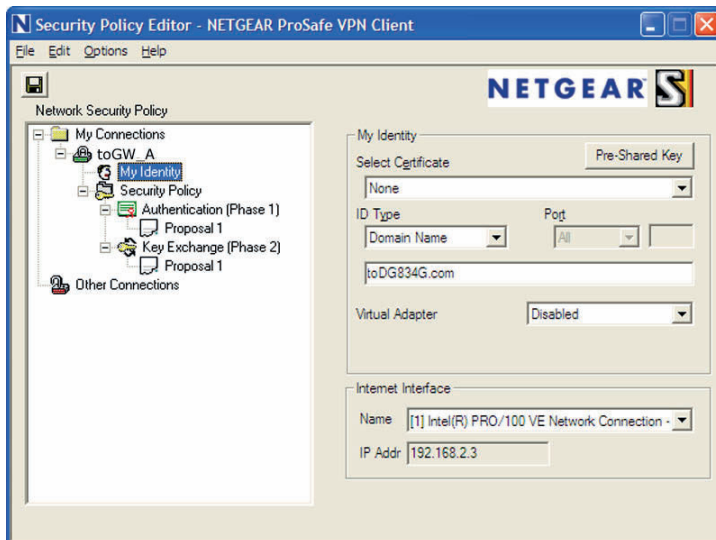 Security Policy Editor - NETGEAR ProSafe VPN Client
File Edit Options Help
NETGEAR
Network Security Policy
My Connections
toGW_A
My Identity
Security Policy
Authentication (Phase 1)
Proposal 1
Key Exchange (Phase 2)
Proposal 1
Other Connections
My Identity
Select Certificate
Pre-Shared Key
None
ID Type Port
Domain Name All
toDG834G.com
Virtual Adapter Disabled
Internet Interface
Name [1] Intel(R) PRO/100 VE Network Connection -
IP Addr 192.168.2.3